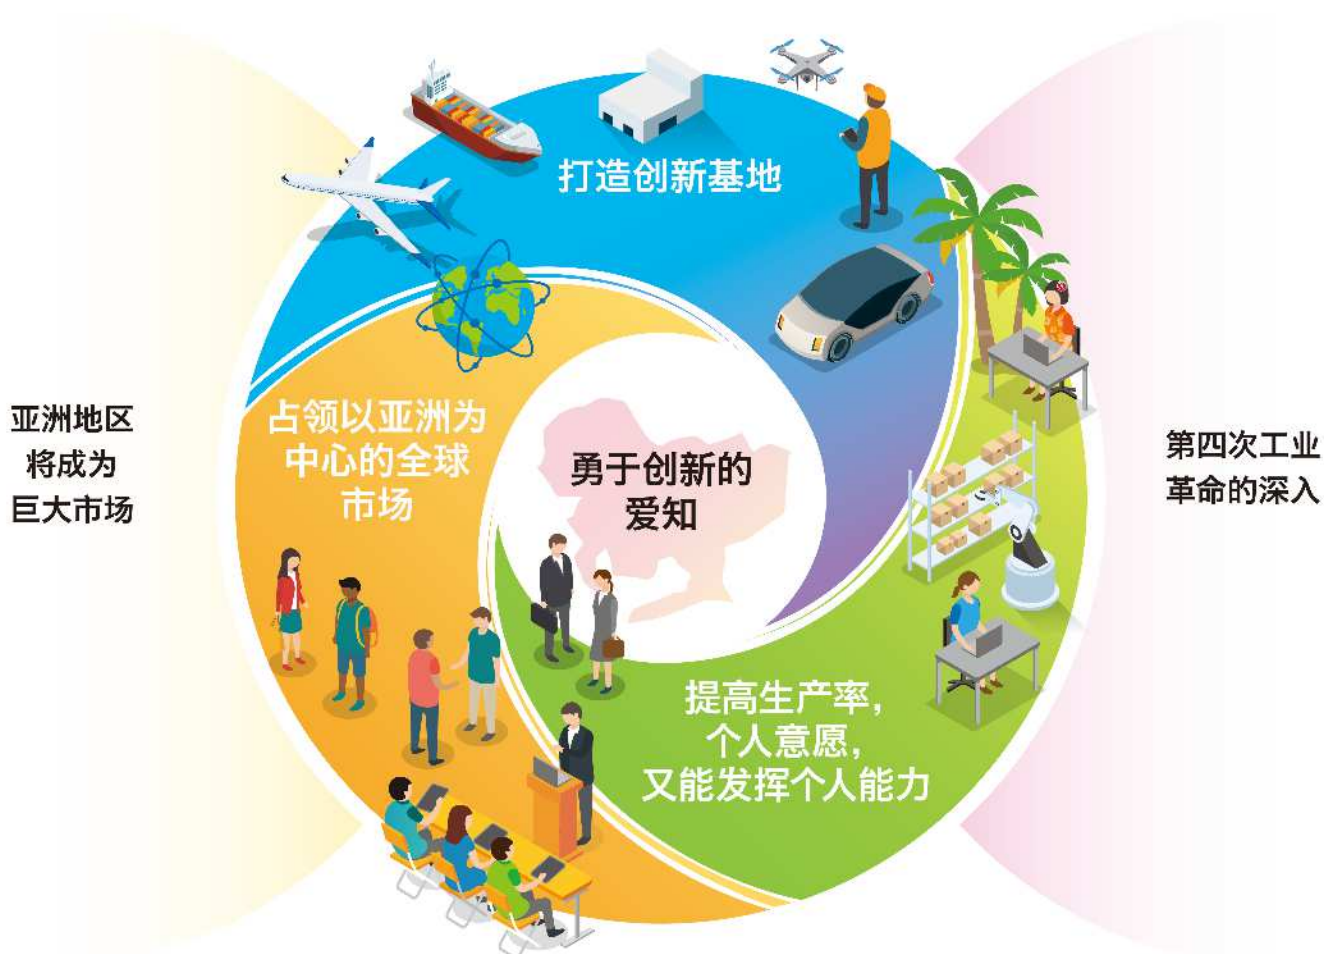 打造创新基地
亚洲地区
将成为
巨大市场
占领以亚洲为
中心的全球
市场
勇于创新的
爱知
第四次工业
革命的深入
提高生产率，
个人意愿，
又能发挥个人能力